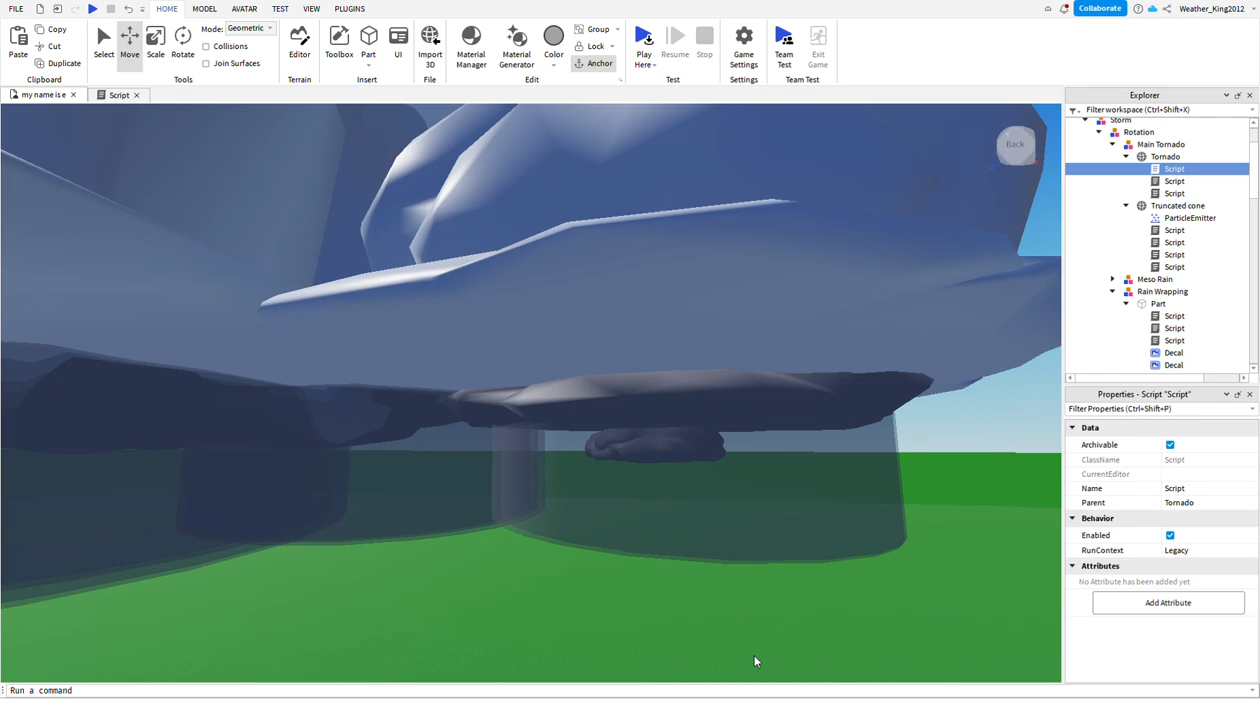 FILE HOME MODEL AVATAR TEST VIEW PLUGINS Collaborate Weather_King2012
Paste Copy Cut Duplicate Clipboard
Select Move Scale Rotate Mode: Geometric Collisions Join Surfaces Tools
Editor Terrain
Toolbox Part UI Insert
Import 3D File
Material Manager Material Generator Color Group Lock Anchor Edit
Play Here Resume Stop Test
Game Settings Settings
Team Test Exit Game Team Test
my name is e Script
Back
Explorer
Filter workspace (Ctrl+Shift+X)
Storm
Rotation
Main Tornado
Tornado
Script
Script
Script
Truncated cone
ParticleEmitter
Script
Script
Script
Script
Meso Rain
Rain Wrapping
Part
Script
Script
Script
Decal
Decal
Properties - Script "Script"
Filter Properties (Ctrl+Shift+P)
Data
Archivable
ClassName Script
CurrentEditor
Name Script
Parent Tornado
Behavior
Enabled
RunContext Legacy
Attributes
No Attribute has been added yet
Add Attribute
Run a command